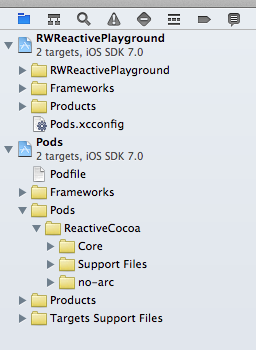 RWReactivePlayground
2 targets, iOS SDK 7.0
RWReactivePlayground
Frameworks
Products
Pods.xcconfig
Pods
2 targets, iOS SDK 7.0
Podfile
Frameworks
Pods
ReactiveCocoa
Core
Support Files
no-arc
Products
Targets Support Files